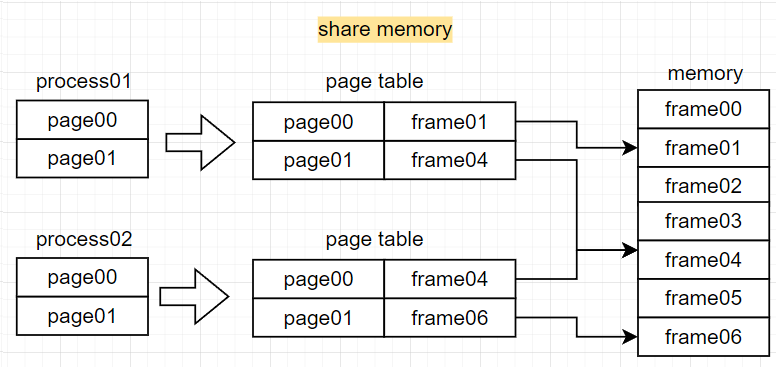 share memory
process01
page00
page01
page table
page00 frame01
page01 frame04
process02
page00
page01
page table
page00 frame04
page01 frame06
memory
frame00
frame01
frame02
frame03
frame04
frame05
frame06